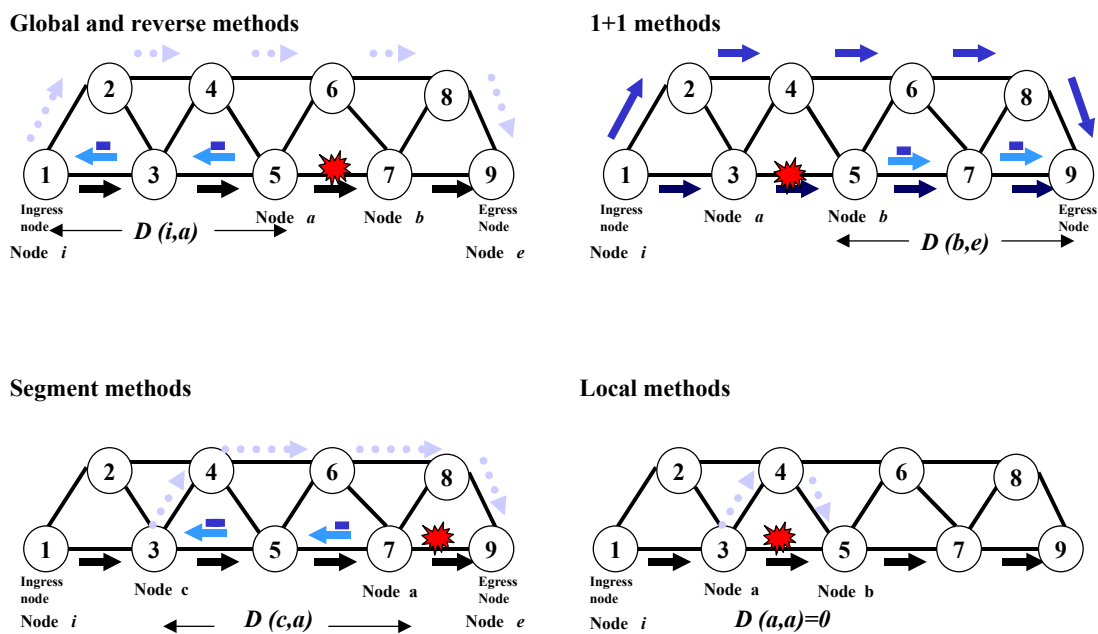 Global and reverse methods
2
4
6
8
1
3
5
7
9
Ingress
node
Node i
D (i,a)
Node a
Node b
Egress
Node
Node e
1+1 methods
2
4
6
8
1
3
5
7
9
Ingress
node
Node i
Node a
Node b
D (b,e)
Egress
Node
Segment methods
2
4
6
8
1
3
5
7
9
Ingress
node
Node i
Node c
D (c,a)
Node a
Egress
Node
Node e
Local methods
2
4
6
8
1
3
5
7
9
Ingress
node
Node i
Node a
Node b
D (a,a)=0